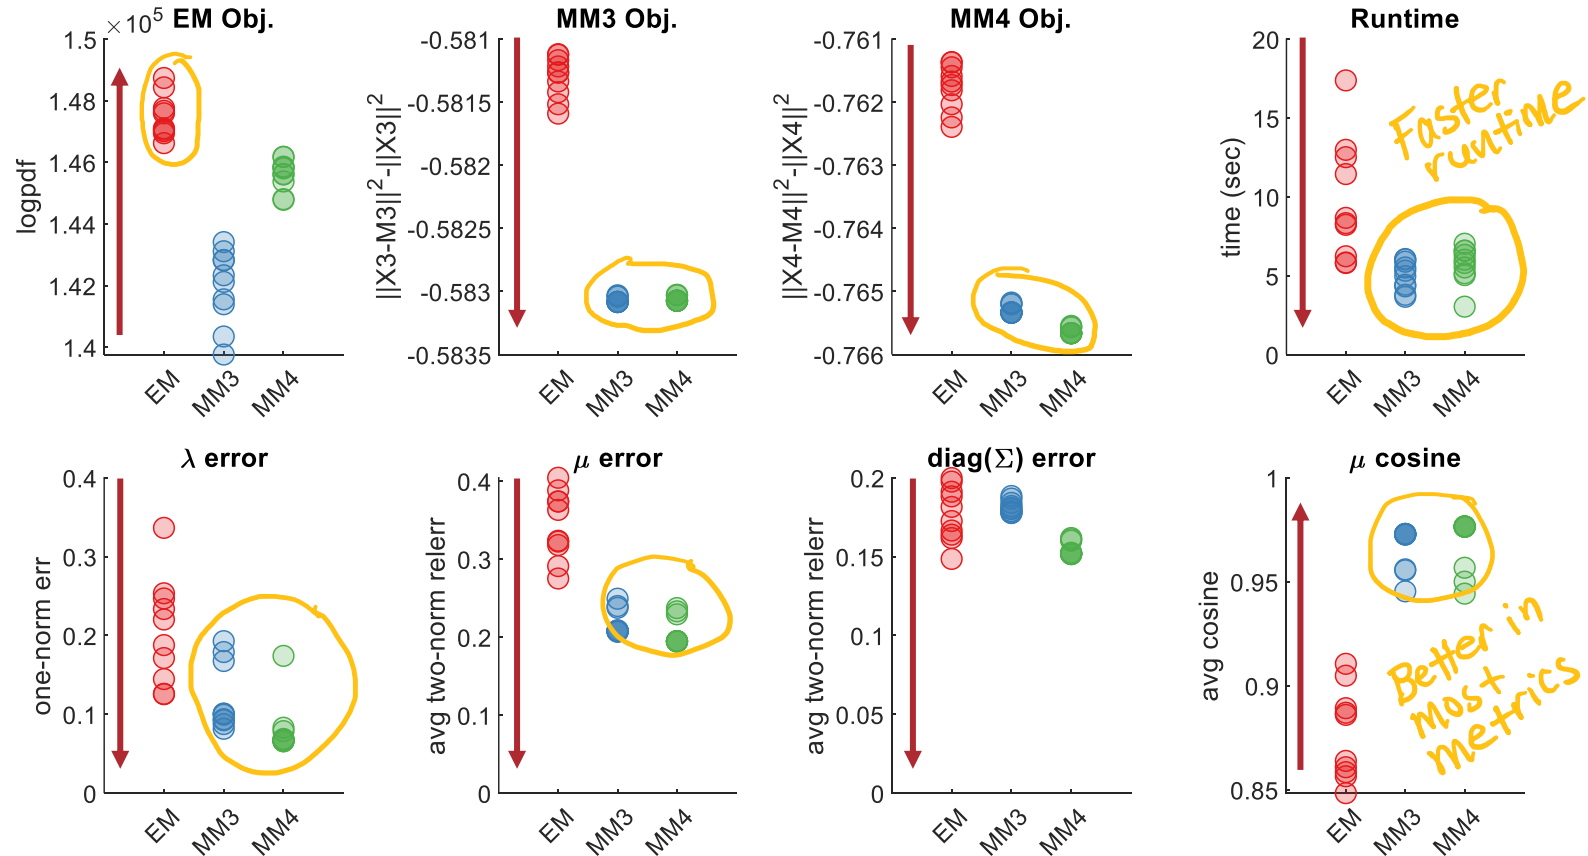 ×10⁵ EM Obj.
1.5
1.48
1.46
1.44
1.42
1.4
logpdf
EM
MM3
MM4
MM3 Obj.
-0.581
-0.5815
-0.582
-0.5825
-0.583
-0.5835
||X3-M3||²-||X3||²
EM
MM3
MM4
MM4 Obj.
-0.761
-0.762
-0.763
-0.764
-0.765
-0.766
||X4-M4||²-||X4||²
EM
MM3
MM4
Runtime
20
15
10
5
0
time (sec)
EM
MM3
MM4
Faster
runtime
λ error
0.4
0.3
0.2
0.1
0
one-norm err
EM
MM3
MM4
μ error
0.4
0.3
0.2
0.1
0
avg two-norm relerr
EM
MM3
MM4
diag(Σ) error
0.2
0.15
0.1
0.05
0
avg two-norm relerr
EM
MM3
MM4
μ cosine
1
0.95
0.9
0.85
avg cosine
EM
MM3
MM4
Better in
most
metrics